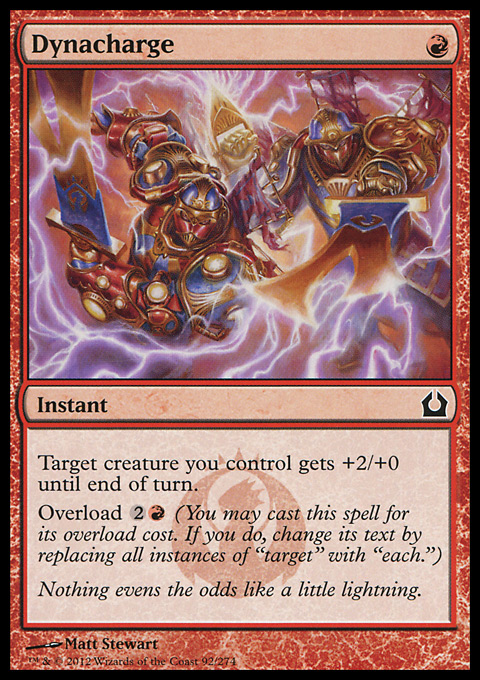 Dynacharge
Instant
Target creature you control gets +2/+0
until end of turn.
Overload 2 (You may cast this spell for
its overload cost. If you do, change its text by
replacing all instances of “target” with “each.”)
Nothing evens the odds like a little lightning.
Matt Stewart
™ & © 2012 Wizards of the Coast 92/274